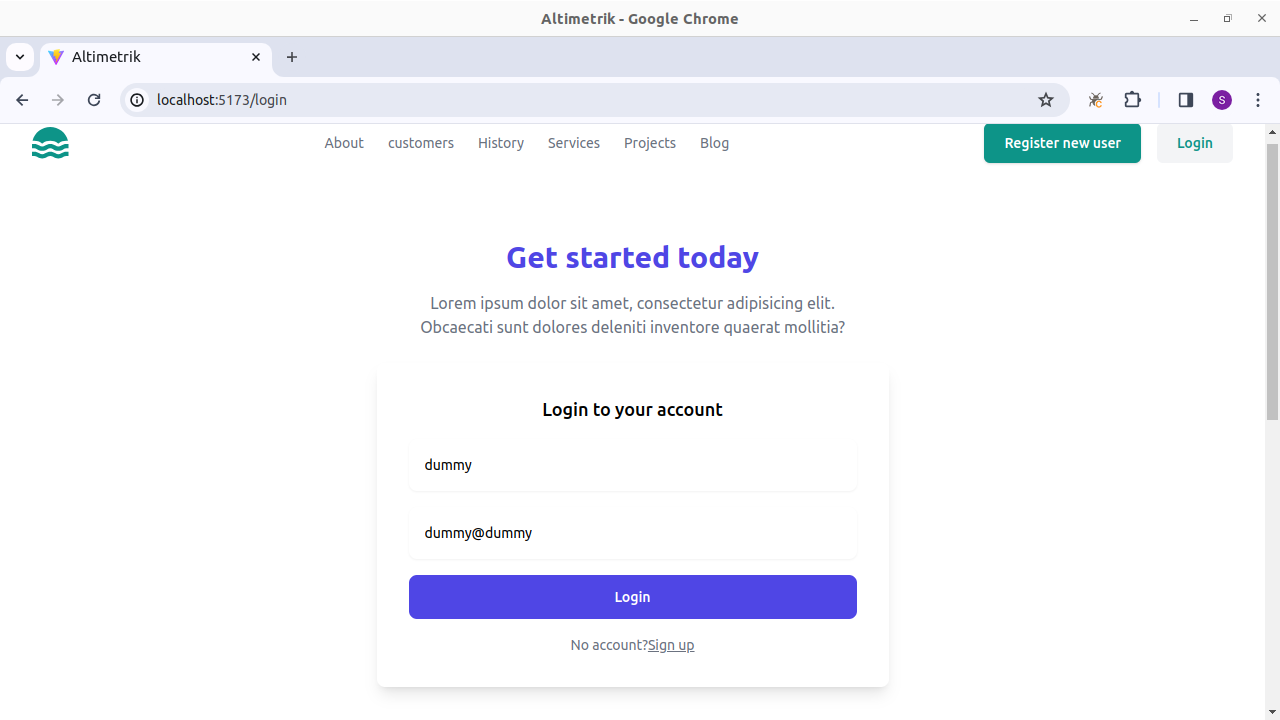 Altimetrik - Google Chrome
Altimetrik
localhost:5173/login
S
About customers History Services Projects Blog Register new user Login
Get started today
Lorem ipsum dolor sit amet, consectetur adipisicing elit.
Obcaecati sunt dolores deleniti inventore quaerat mollitia?
Login to your account
dummy
dummy@dummy
Login
No account?Sign up